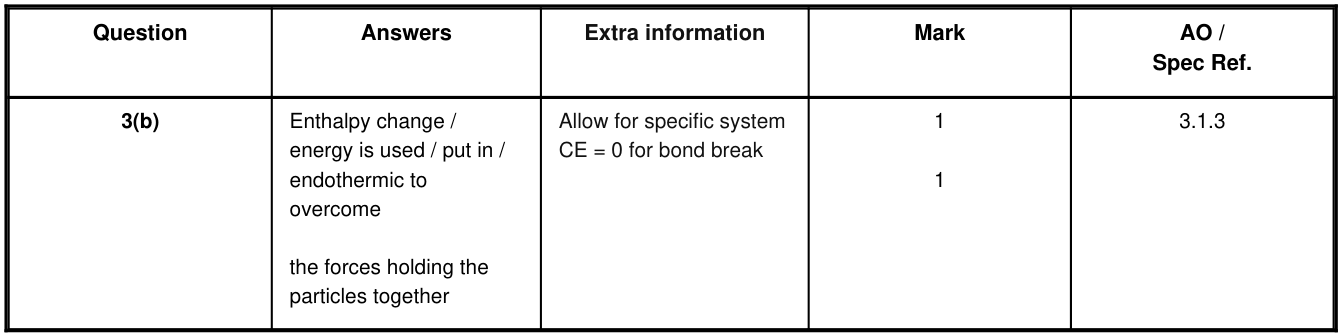 Question Answers Extra information Mark AO /
Spec Ref.
3(b) Enthalpy change / Allow for specific system 1 3.1.3
energy is used / put in / CE = 0 for bond break
endothermic to 1
overcome
the forces holding the
particles together